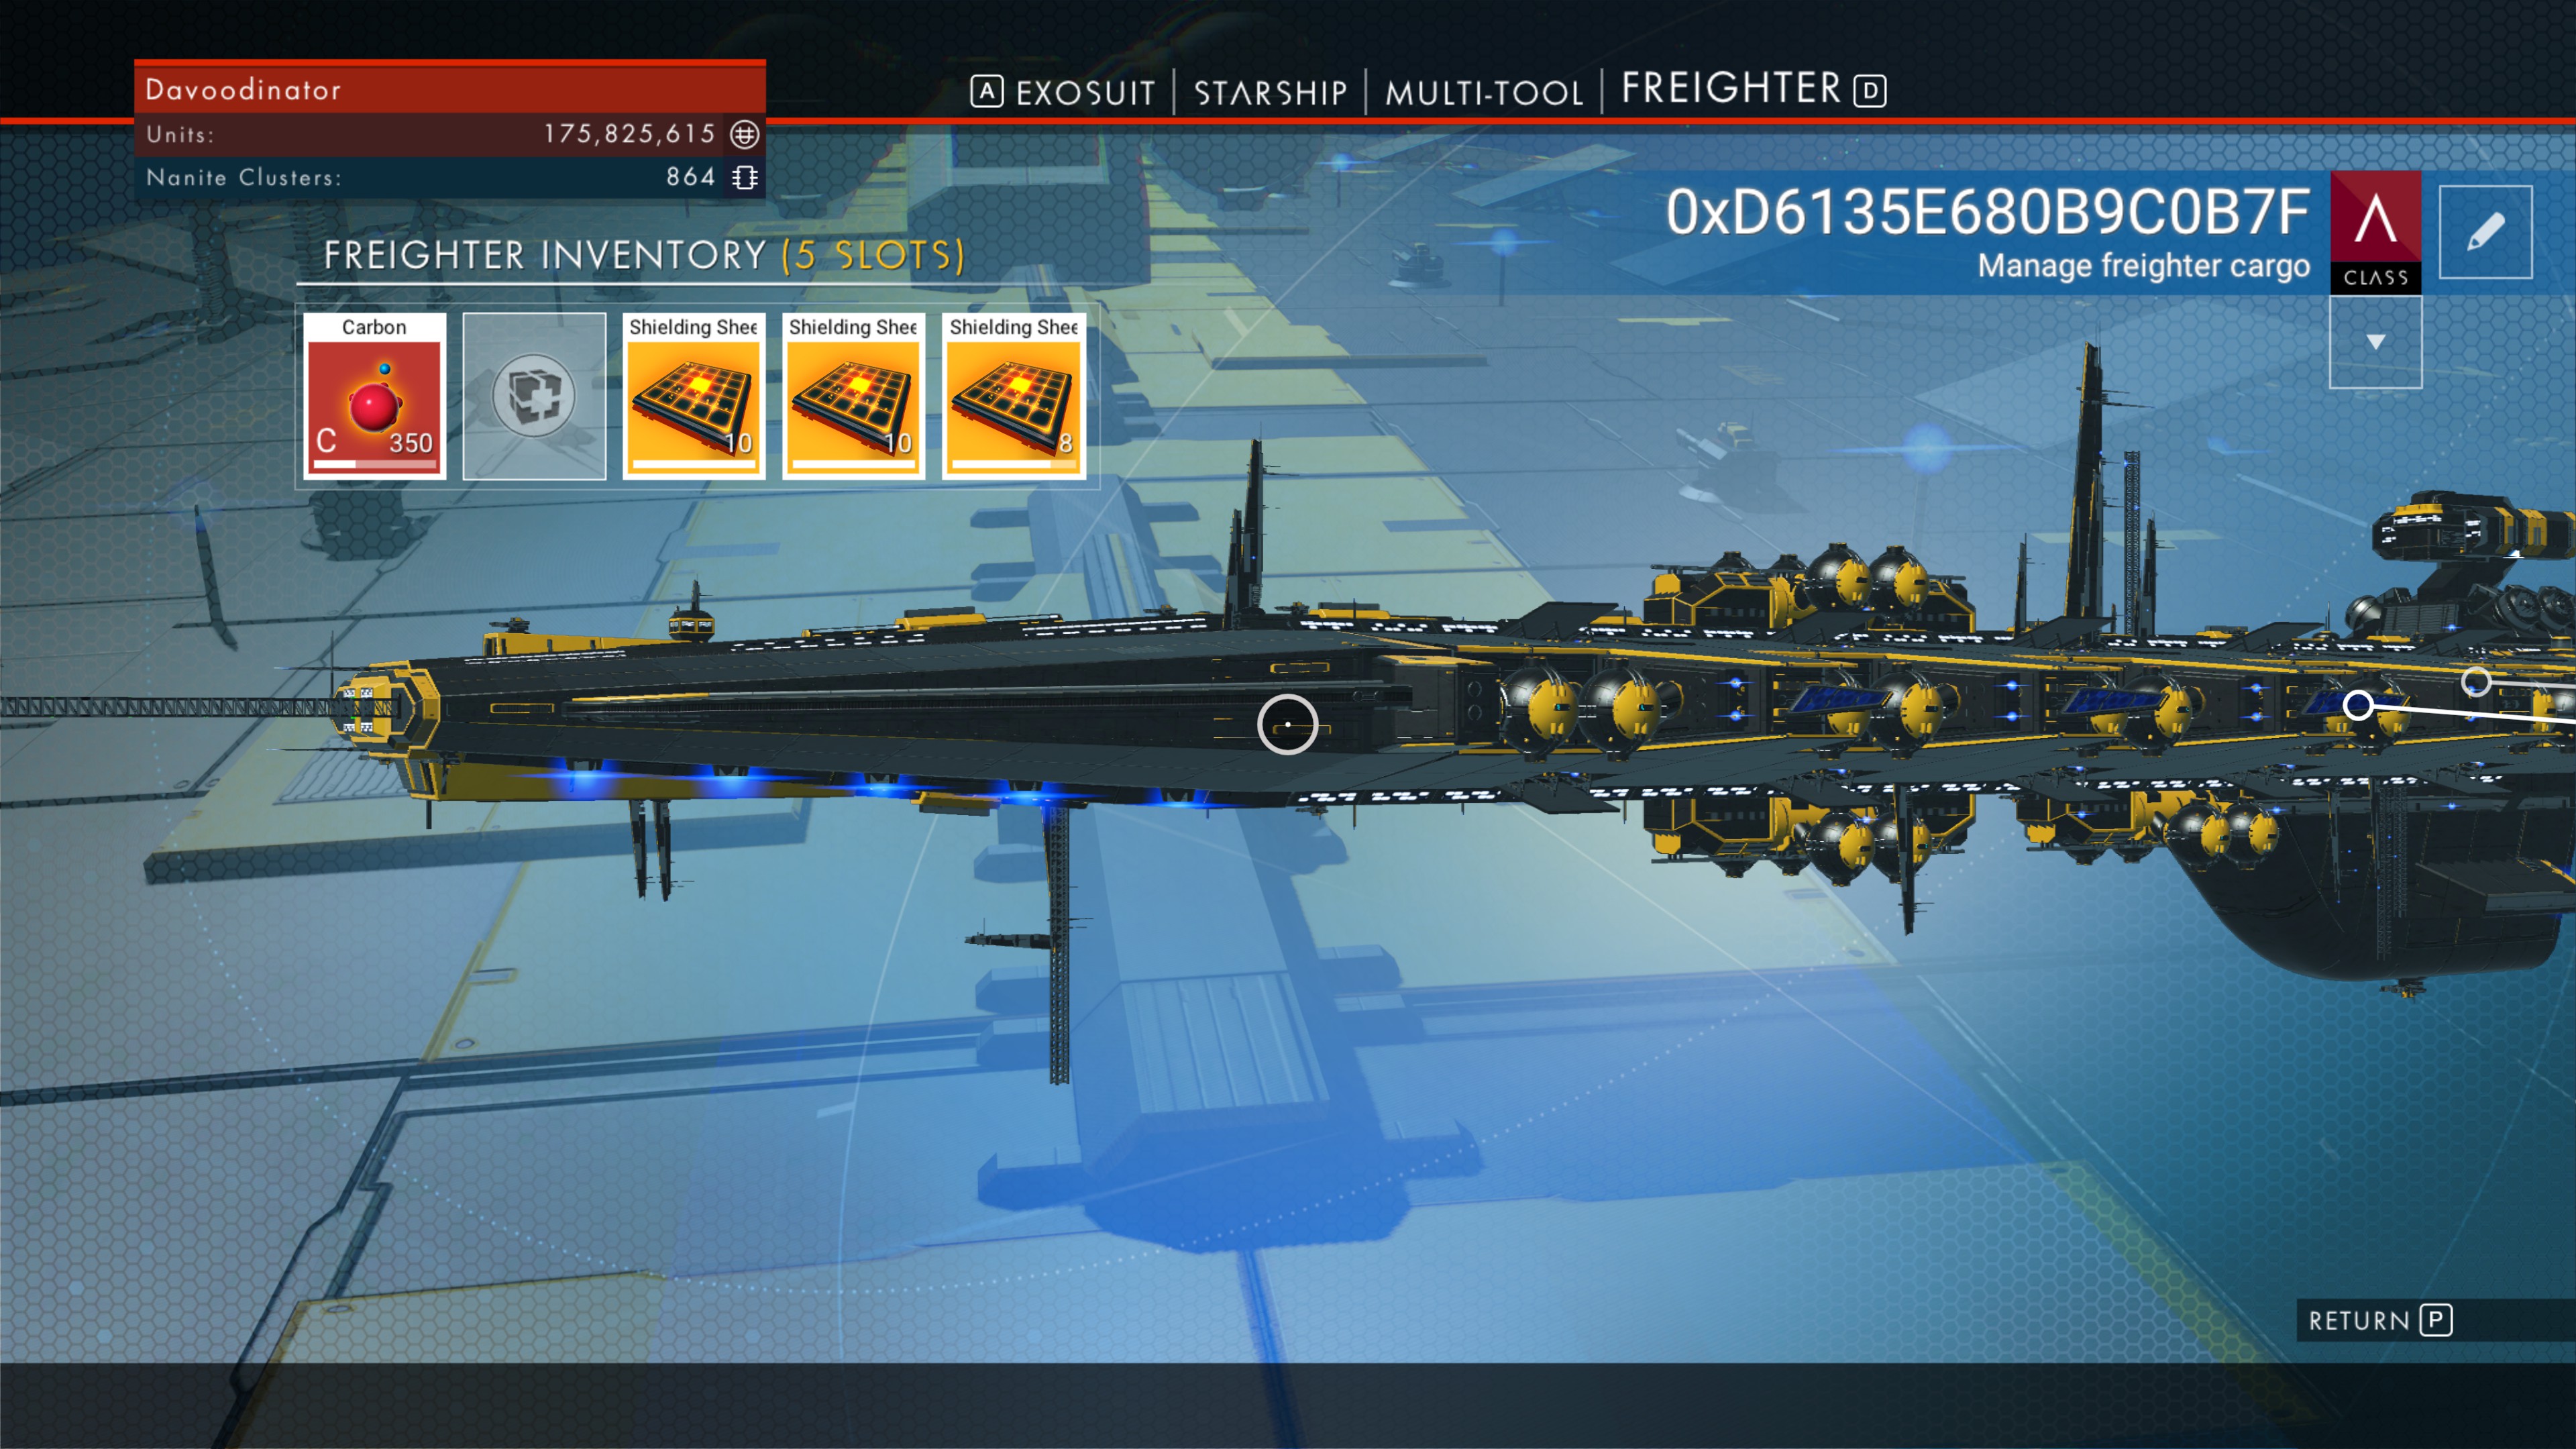 Davoodinator
Units: 175,825,615
Nanite Clusters: 864
A EXOSUIT STARSHIP MULTI-TOOL FREIGHTER D
0xD6135E680B9C0B7F
Manage freighter cargo
A
CLASS
FREIGHTER INVENTORY (5 SLOTS)
Carbon
C 350
Shielding Shee
10
Shielding Shee
10
Shielding Shee
8
RETURN P